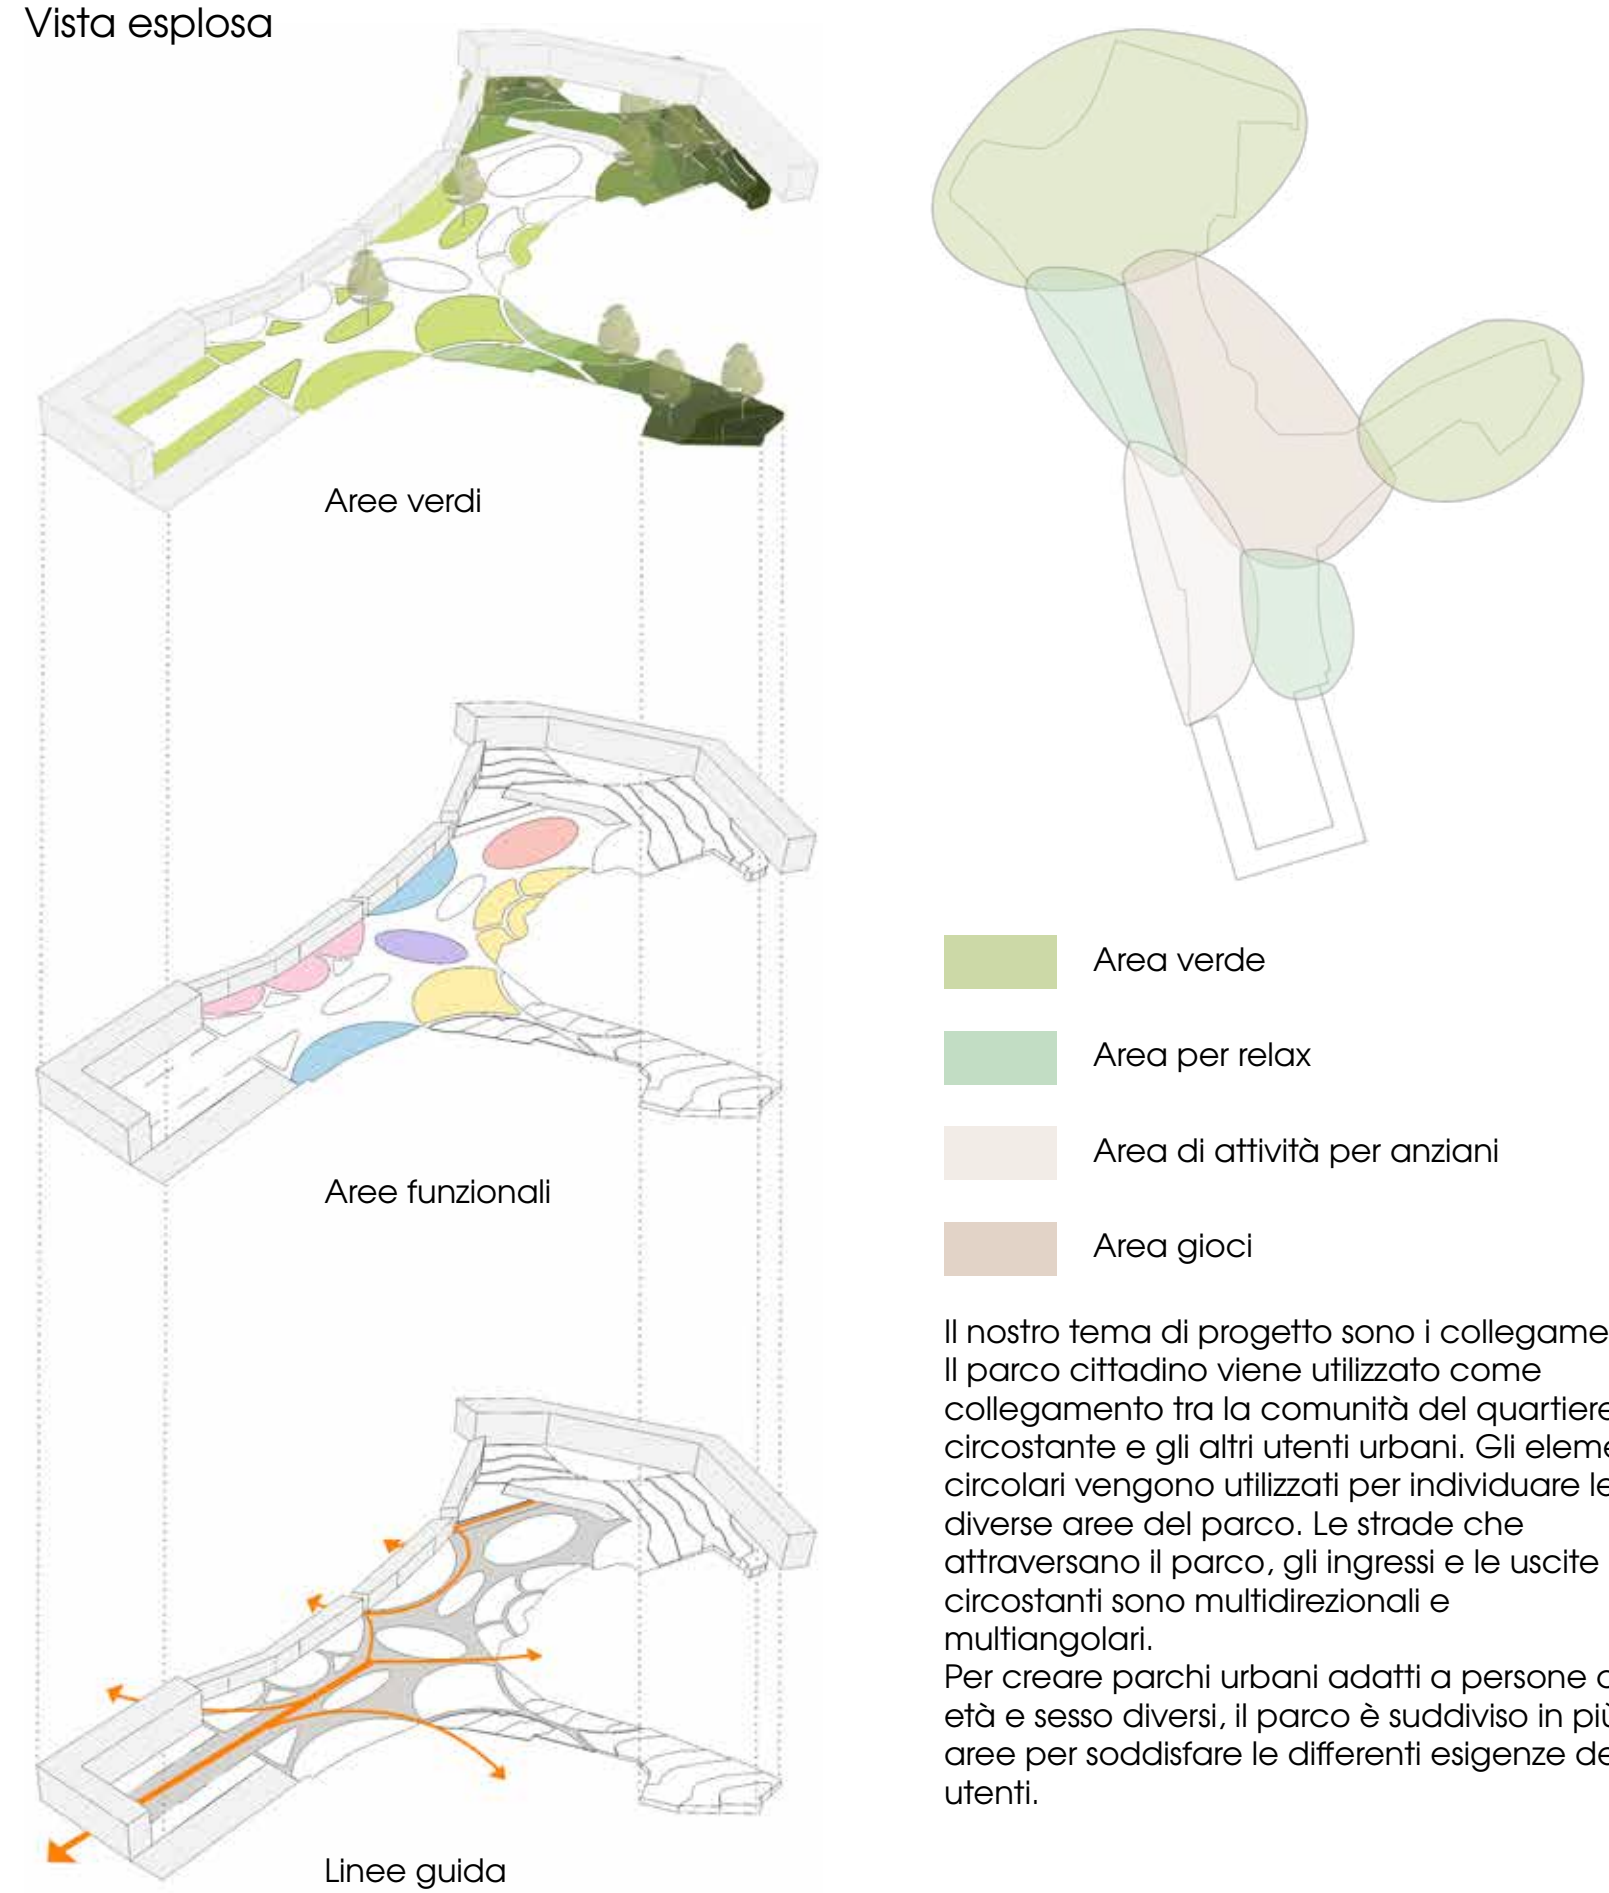 Vista esplosa
Aree verdi
Aree funzionali
Linee guida
Area verde
Area per relax
Area di attività per anziani
Area gioci
Il nostro tema di progetto sono i
Il parco cittadino viene utilizzato come
collegamento tra la comunità del quartiere
circostante e gli altri utenti urbani. Gli
circolari vengono utilizzati per individuare le
diverse aree del parco. Le strade che
attraversano il parco, gli ingressi e le uscite
circostanti sono multidirezionali e
multiangolari.
Per creare parchi urbani adatti a persone
età e sesso diversi, il parco è suddiviso in più
aree per soddisfare le differenti esigenze
utenti.